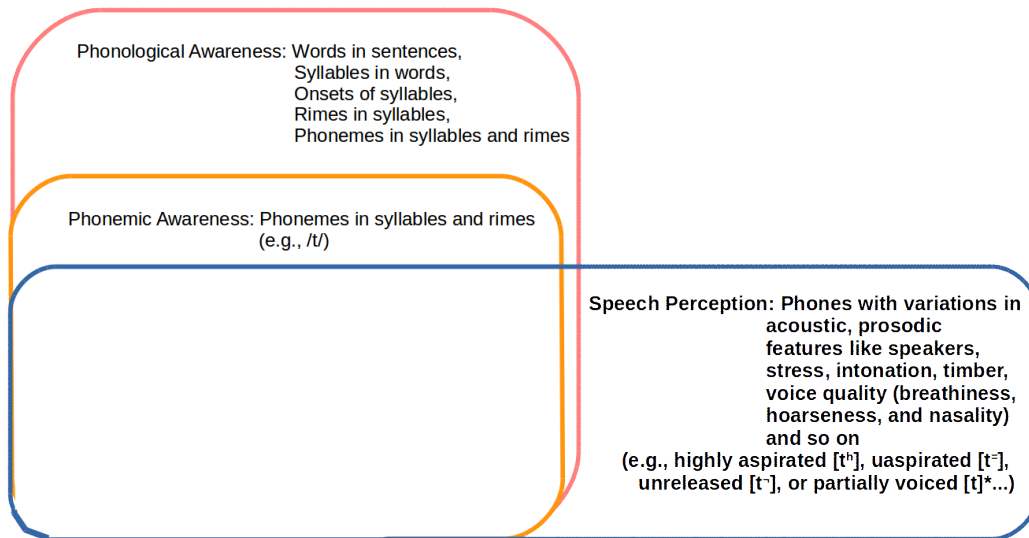 Phonological Awareness: Words in sentences,
Syllables in words,
Onsets of syllables,
Rimes in syllables,
Phonemes in syllables and rimes
Phonemic Awareness: Phonemes in syllables and rimes
(e.g., /t/)
Speech Perception: Phones with variations in
acoustic, prosodic
features like speakers,
stress, intonation, timber,
voice quality (breathiness,
hoarseness, and nasality)
and so on
(e.g., highly aspirated [tʰ], uaspirated [t⁼],
unreleased [t˺], or partially voiced [t]*...)